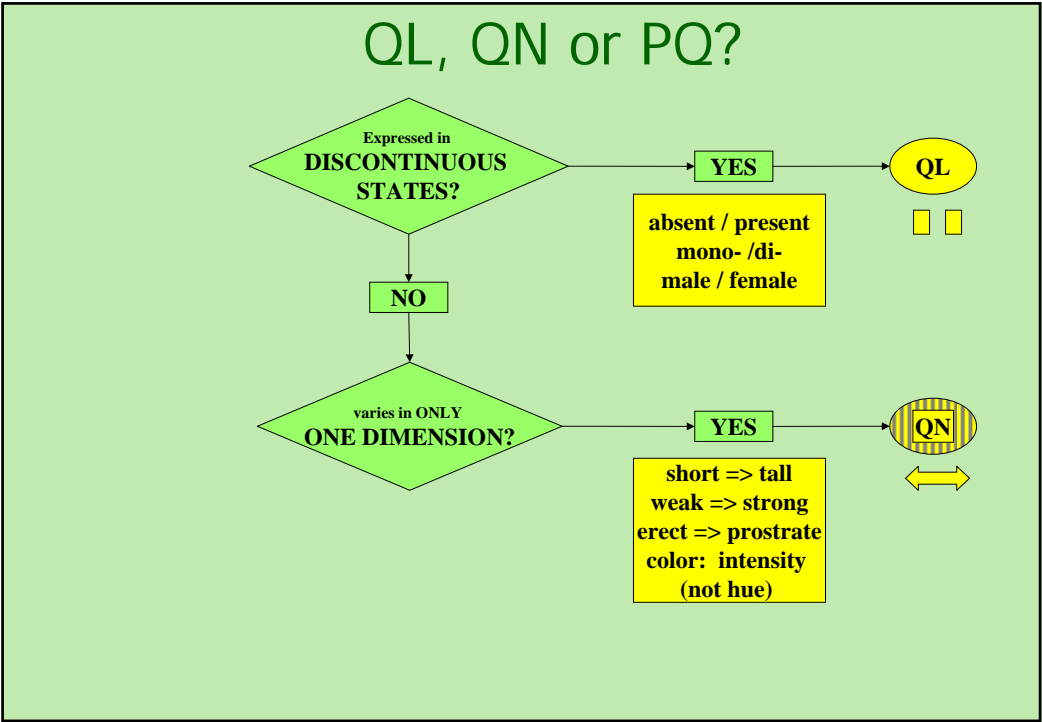 QL, QN or PQ?
Expressed in
DISCONTINUOUS
STATES?
YES
QL
absent / present
mono- /di-
male / female
NO
varies in ONLY
ONE DIMENSION?
YES
QN
short => tall
weak => strong
erect => prostrate
color:  intensity
(not hue)